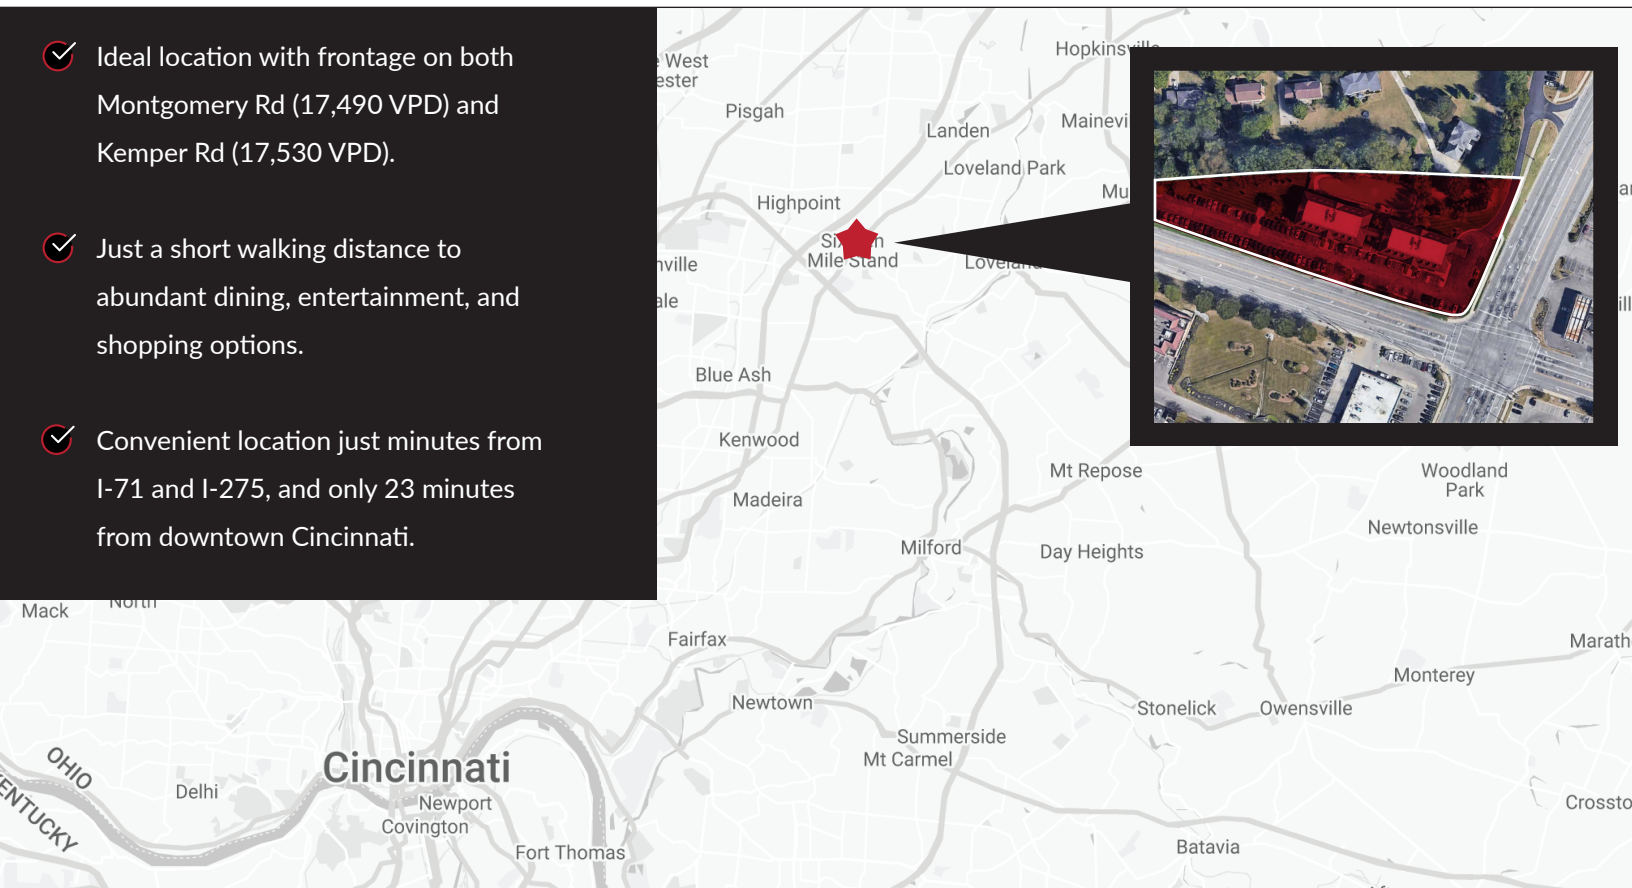 Ideal location with frontage on both
Montgomery Rd (17,490 VPD) and
Kemper Rd (17,530 VPD).
Just a short walking distance to
abundant dining, entertainment, and
shopping options.
Convenient location just minutes from
I-71 and I-275, and only 23 minutes
from downtown Cincinnati.
West
Pisgah
Landen
Loveland Park
Highpoint
Mile Stand
Blue Ash
Kenwood
Madeira
Mt Repose
Woodland
Park
Newtonsville
Milford
Day Heights
Mack
North
Fairfax
Monterey
Newtown
Stonelick
Owensville
Summerside
Mt Carmel
Cincinnati
OHIO
Delhi
Newport
Covington
Fort Thomas
Batavia